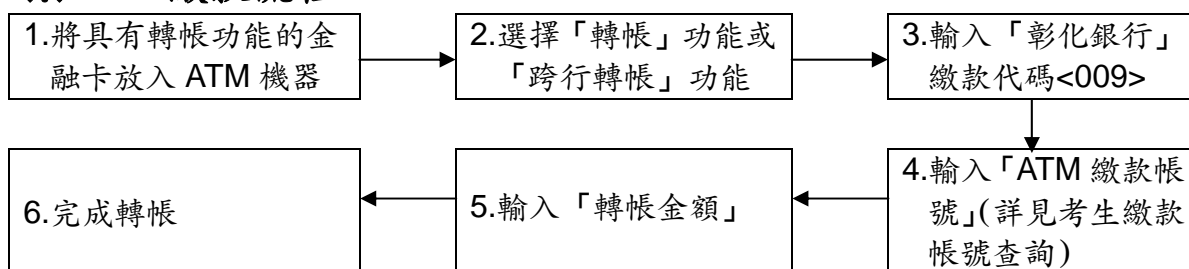 1.將具有轉帳功能的金
融卡放入 ATM 機器
2.選擇「轉帳」功能或
「跨行轉帳」功能
3.輸入「彰化銀行」
繳款代碼<009>
4.輸入「ATM 繳款帳
號」(詳見考生繳款
帳號查詢)
5.輸入「轉帳金額」
6.完成轉帳